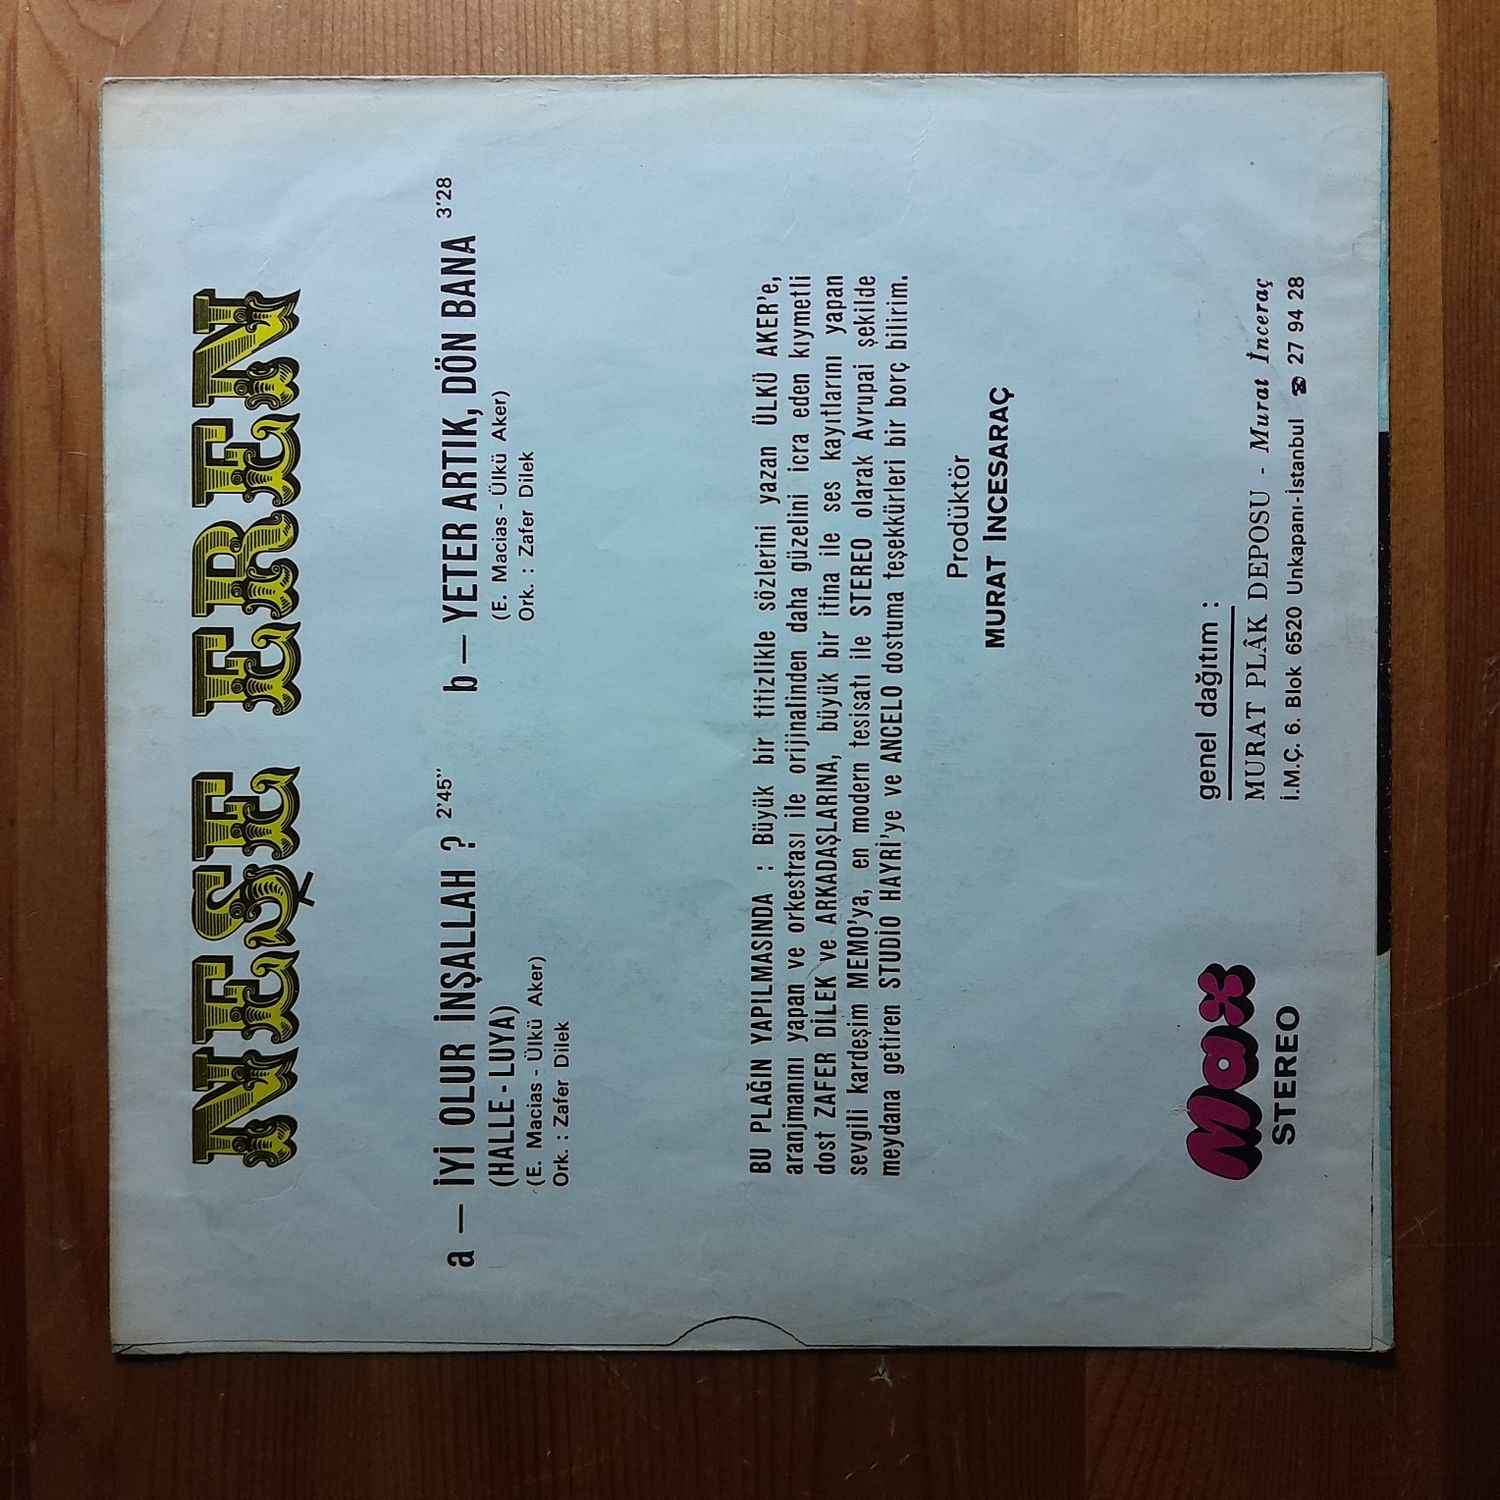 NEŞE EREN
a — İYİ OLUR İNŞALLAH ? 2'45"
(HALLE - LUYA)
(E. Macias - Ülkü Aker)
Ork. : Zafer Dilek
b — YETER ARTIK, DÖN BANA 3'28
(E. Macias - Ülkü Aker)
Ork. : Zafer Dilek
BU PLAĞIN YAPILMASINDA : Büyük bir titizlikle sözlerini yazan ÜLKÜ AKER'e,
aranjmanını yapan ve orkestrası ile orijinalinden daha güzelini icra eden kıymetli
dost ZAFER DİLEK ve ARKADAŞLARINA, büyük bir itina ile ses kayıtlarını yapan
sevgili kardeşim MEMO'ya, en modern tesisatı ile STEREO olarak Avrupai şekilde
meydana getiren STUDİO HAYRİ'ye ve ANCELO dostuma teşekkürleri bir borç bilirim.
Prodüktör
MURAT İNCESARAÇ
Max
STEREO
genel dağıtım :
MURAT PLÂK DEPOSU - Murat İnceraç
İ.M.Ç. 6. Blok 6520 Unkapanı-İstanbul ☎ 27 94 28